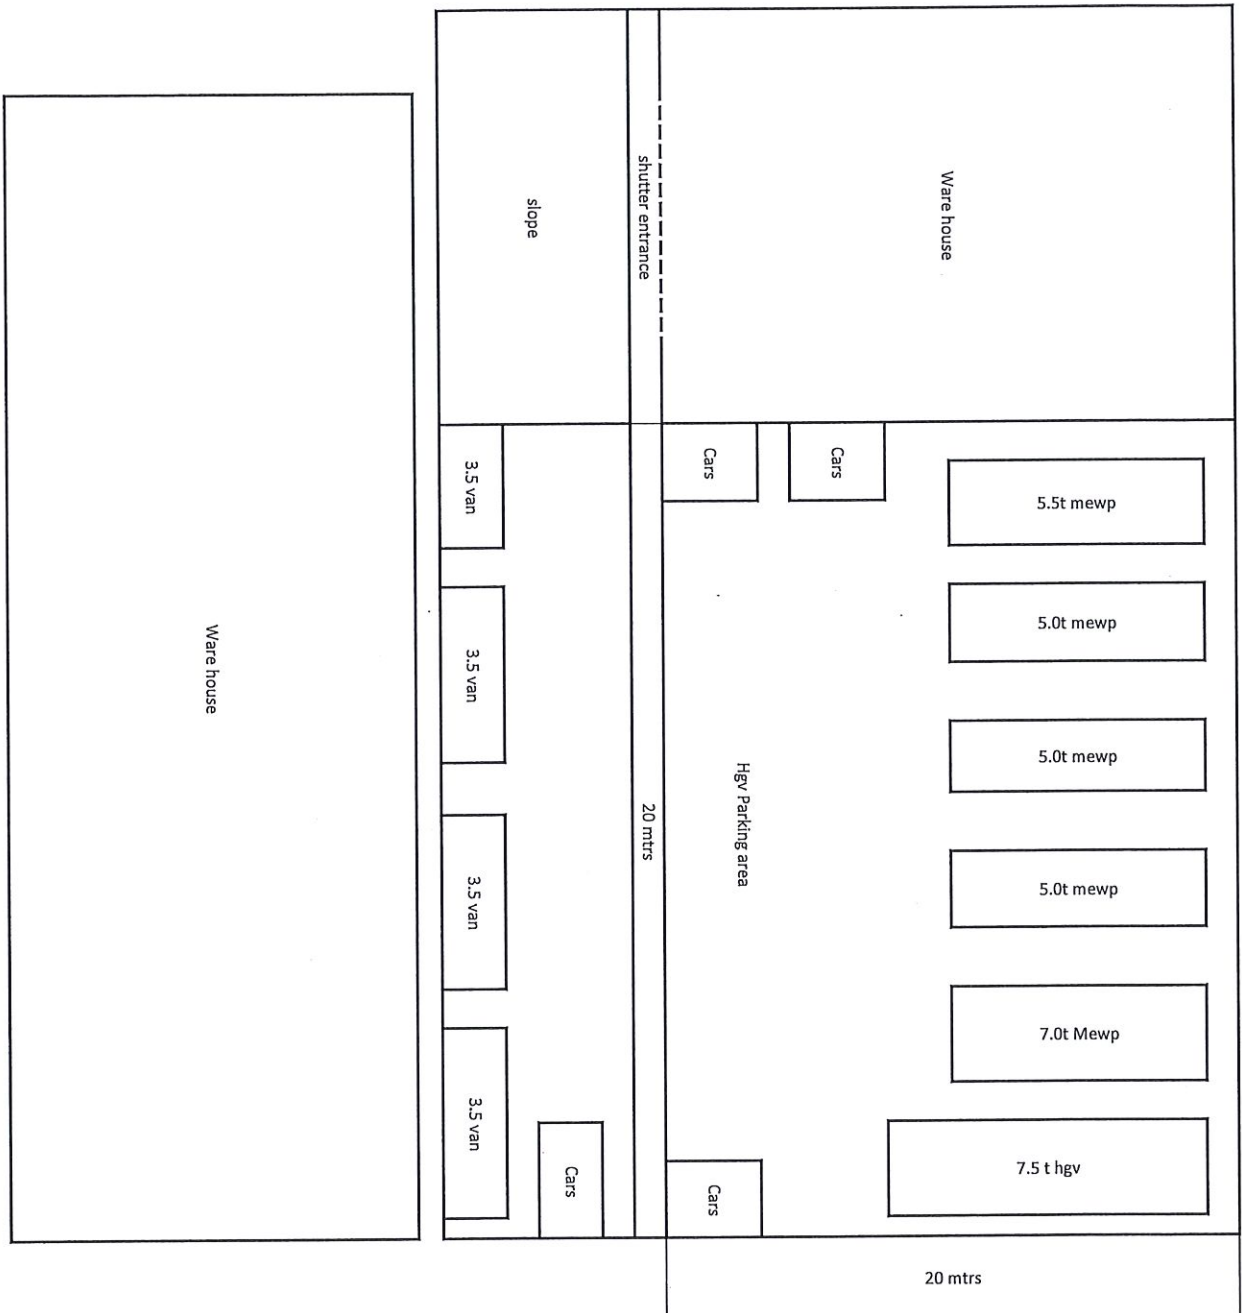 Ware house
shutter entrance
slope
Cars
Cars
3.5 van
5.5t mewp
5.0t mewp
3.5 van
Ware house
5.0t mewp
Hgv Parking area
20 mtrs
5.0t mewp
3.5 van
7.0t Mewp
3.5 van
7.5 t hgv
Cars
Cars
20 mtrs